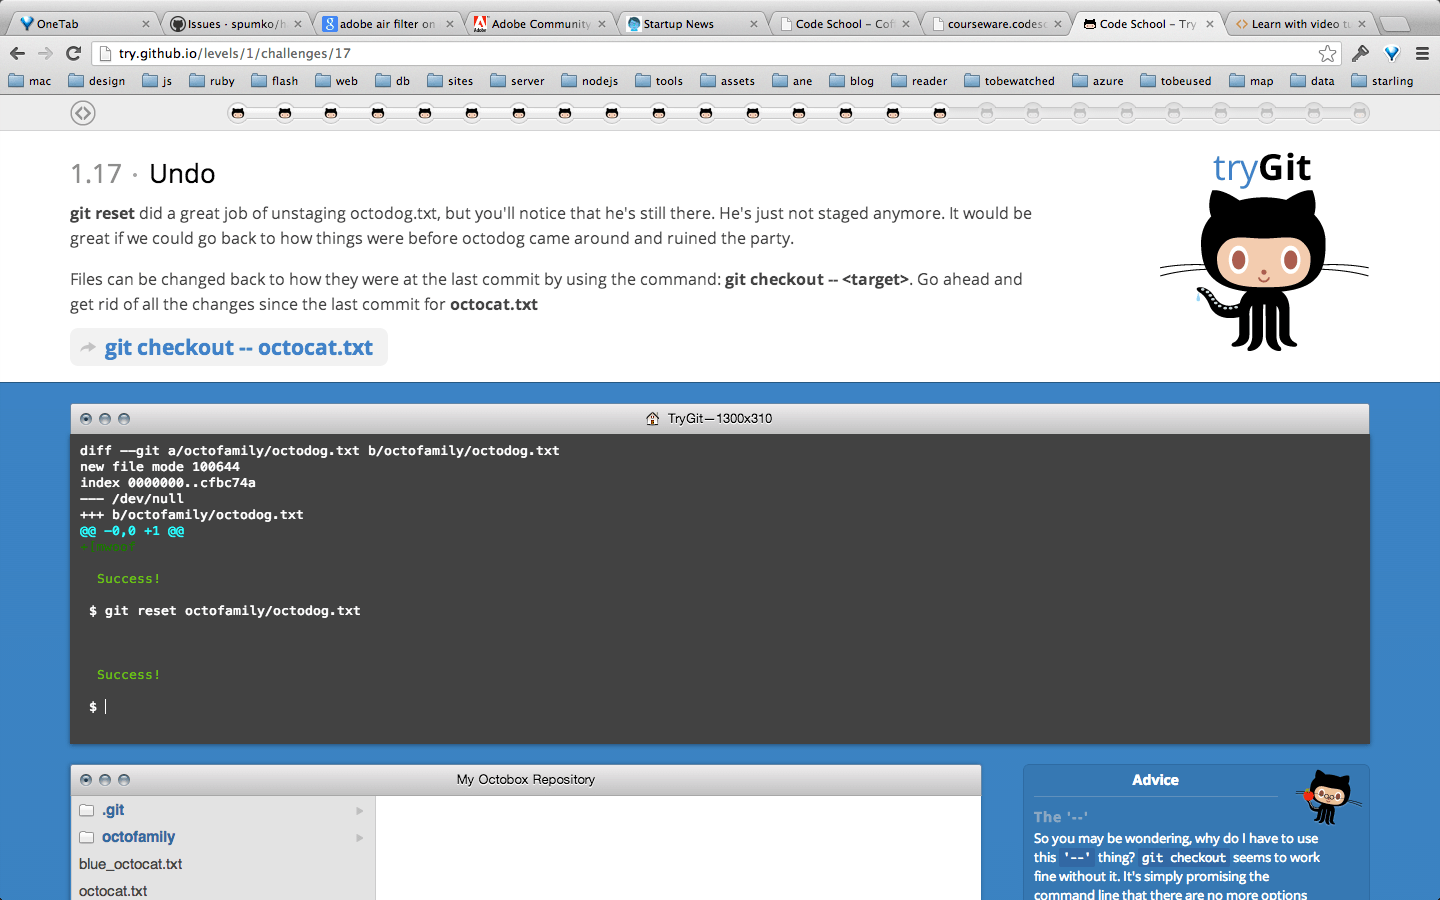 OneTab
Issues · spumko/h
adobe air filter on
Adobe Community
Startup News
Code School - Cof
courseware.codes
Code School - Try
Learn with video tu
try.github.io/levels/1/challenges/17
mac design js ruby flash web db sites server nodejs tools assets ane blog reader tobewatched azure tobeused map data starling
tryGit
1.17 · Undo
git reset did a great job of unstaging octodog.txt, but you'll notice that he's still there. He's just not staged anymore. It would be
great if we could go back to how things were before octodog came around and ruined the party.
Files can be changed back to how they were at the last commit by using the command: git checkout -- <target>. Go ahead and
get rid of all the changes since the last commit for octocat.txt
git checkout -- octocat.txt
TryGit—1300x310
diff --git a/octofamily/octodog.txt b/octofamily/octodog.txt
new file mode 100644
index 0000000..cfbc74a
--- /dev/null
+++ b/octofamily/octodog.txt
@@ -0,0 +1 @@
+[mwoof
Success!
$ git reset octofamily/octodog.txt
Success!
$
My Octobox Repository
.git
octofamily
blue_octocat.txt
octocat.txt
Advice
The '--'
So you may be wondering, why do I have to use
this '--' thing? git checkout seems to work
fine without it. It's simply promising the
command line that there are no more options